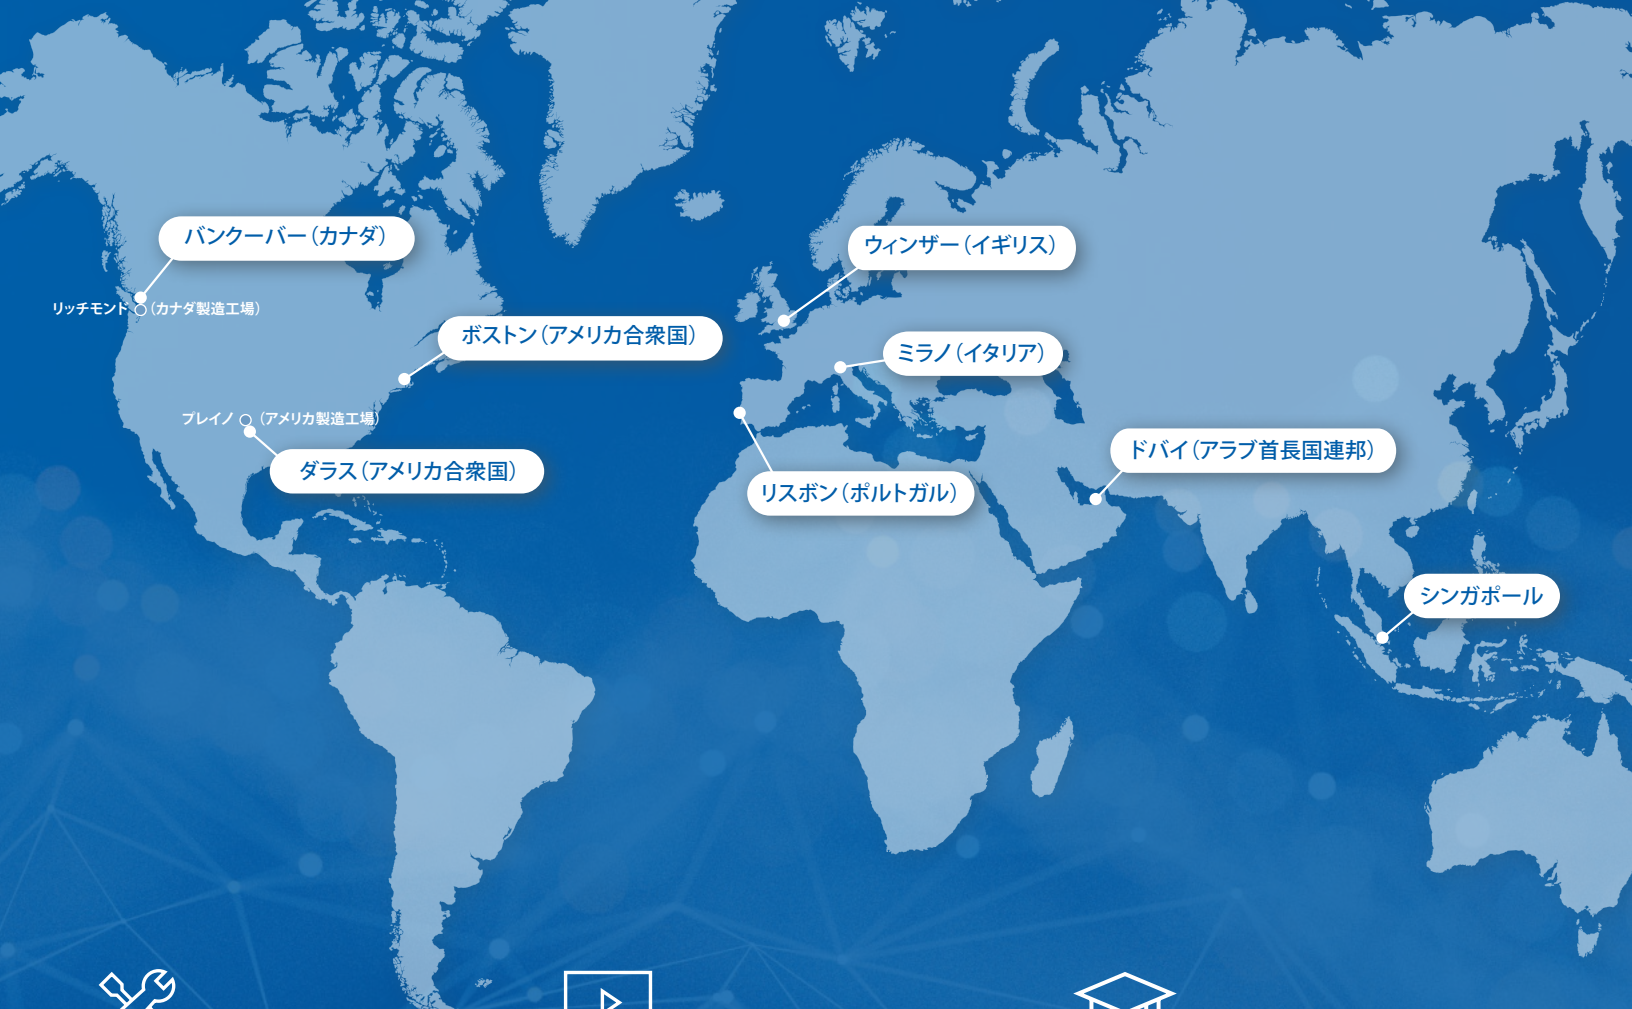 バンクーバー（カナダ）
ウィンザー（イギリス）
リッチモンド （カナダ製造工場）
ボストン（アメリカ合衆国）
ミラノ（イタリア）
プレイノ （アメリカ製造工場）
ドバイ（アラブ首長国連邦）
ダラス（アメリカ合衆国）
リスボン（ポルトガル）
シンガポール